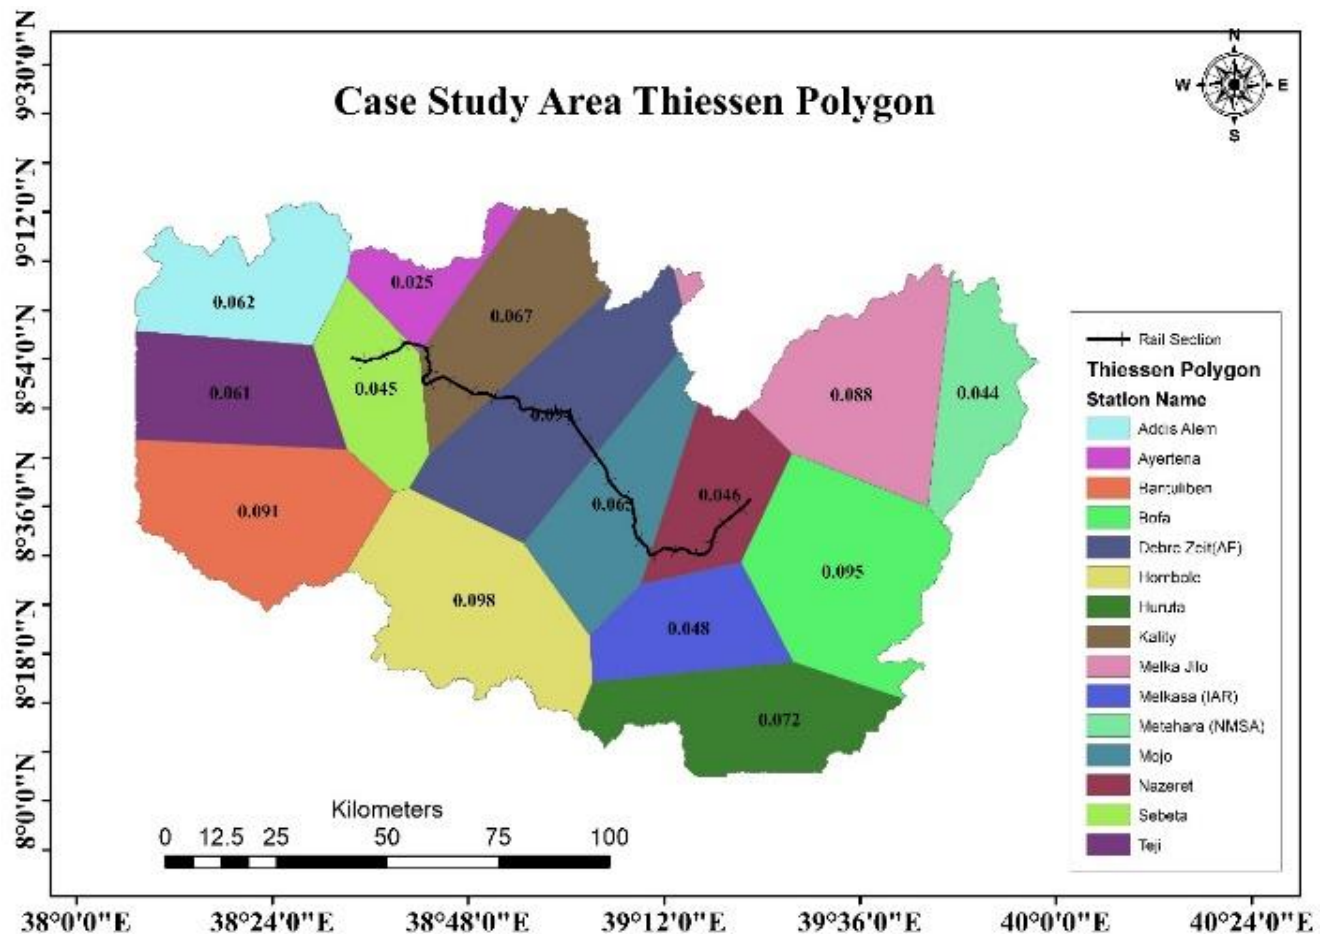 N
W
E
S
Case Study Area Thiessen Polygon
9°30'0"N
9°12'0"N
8°54'0"N
8°36'0"N
8°18'0"N
8°0'0"N
0.062
0.025
0.067
0.061
0.045
0.088
0.044
0.091
0.046
0.098
0.048
0.095
0.072
Rail Section
Thiessen Polygon
Station Name
Addis Alem
Ayertena
Bantuliben
Bofa
Debre Zeit(AF)
Hombole
Huruta
Kality
Melka Jilo
Melkasa (IAR)
Metehara (NMSA)
Mojo
Nazeret
Sebeta
Teji
Kilometers
0 12.5 25 50 75 100
38°0'0"E 38°24'0"E 38°48'0"E 39°12'0"E 39°36'0"E 40°0'0"E 40°24'0"E